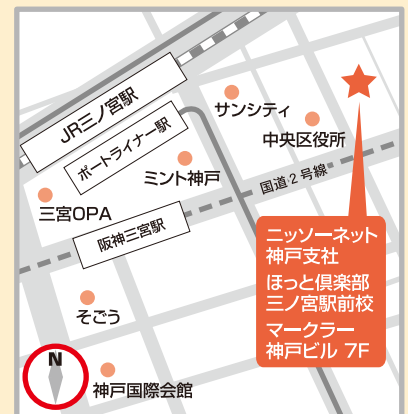 JR三ノ宮駅
ポートライナー駅
サンシティ
中央区役所
ミント神戸
国道2号線
三宮OPA
阪神三宮駅
ニッソーネット
神戸支社
ほっと倶楽部
三ノ宮駅前校
マークラー
神戸ビル 7F
そごう
N
神戸国際会館